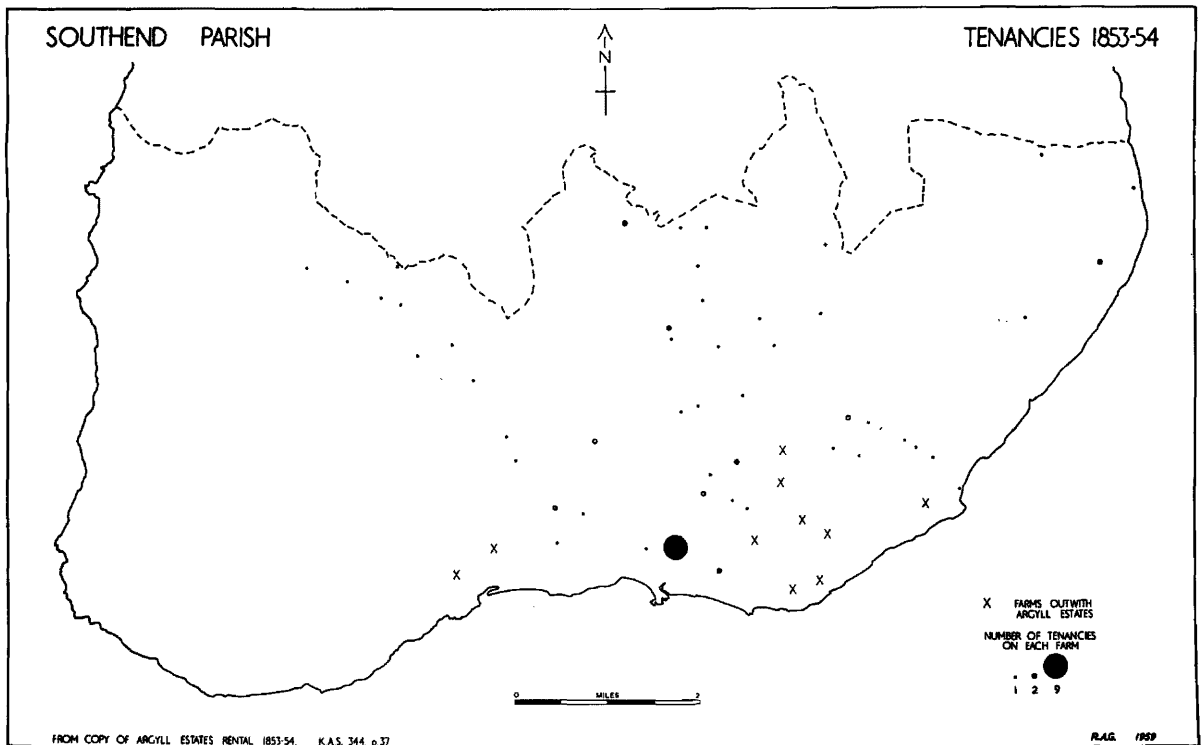 SOUTHEND PARISH
TENANCIES 1853-54
N
X FARMS OUTWITH
ARGYLL ESTATES
NUMBER OF TENANCIES
ON EACH FARM
1 2 9
0 MILES 2
FROM COPY OF ARGYLL ESTATES RENTAL 1853-54. K.A.S. 344 p.37
R.A.G. 1959